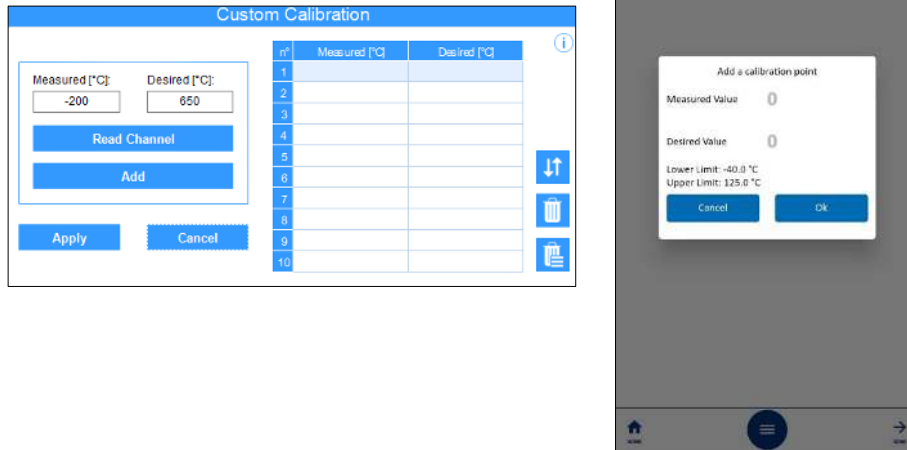 Custom Calibration
Measured [°C]: Desired [°C]:
-200 650
Read Channel
Add
Apply Cancel
n° Measured [°C] Desired [°C]
1
2
3
4
5
6
7
8
9
10
i
Add a calibration point
Measured Value 0
Desired Value 0
Lower Limit: -40.0 °C
Upper Limit: 125.0 °C
Cancel Ok